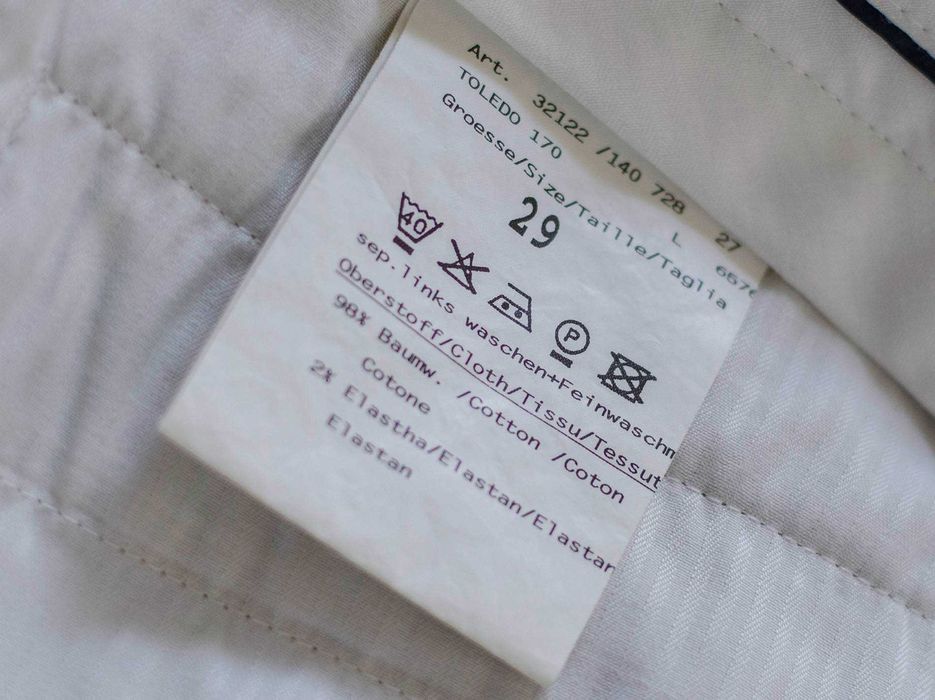 Art. 32122 /140 728 L 27
TOLEDO 170
Groesse/Size/Taille/Taglia
29
40 P
sep.links waschen+Feinwaschm
Oberstoff/Cloth/Tissu/Tessut
98% Baumw. /Cotton /Coton
Cotone
2% Elastha/Elastan/Elastan
Elastan